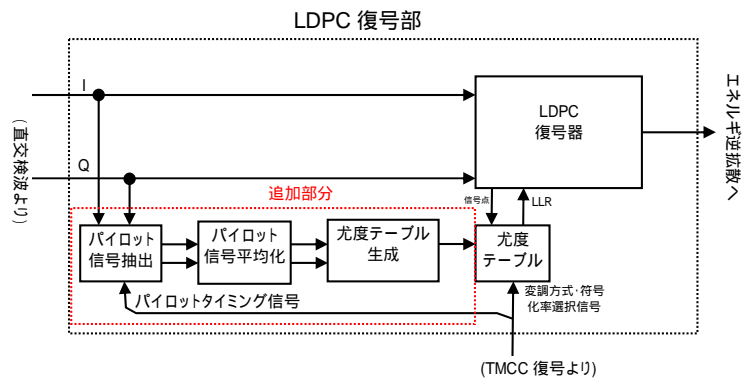 LDPC 復号部
I
LDPC
復号器
エネルギ逆拡散へ
(直交検波より)
Q
追加部分
信号点
LLR
パイロット
信号抽出
パイロット
信号平均化
尤度テーブル
生成
尤度
テーブル
パイロットタイミング信号
変調方式・符号
化率選択信号
(TMCC 復号より)